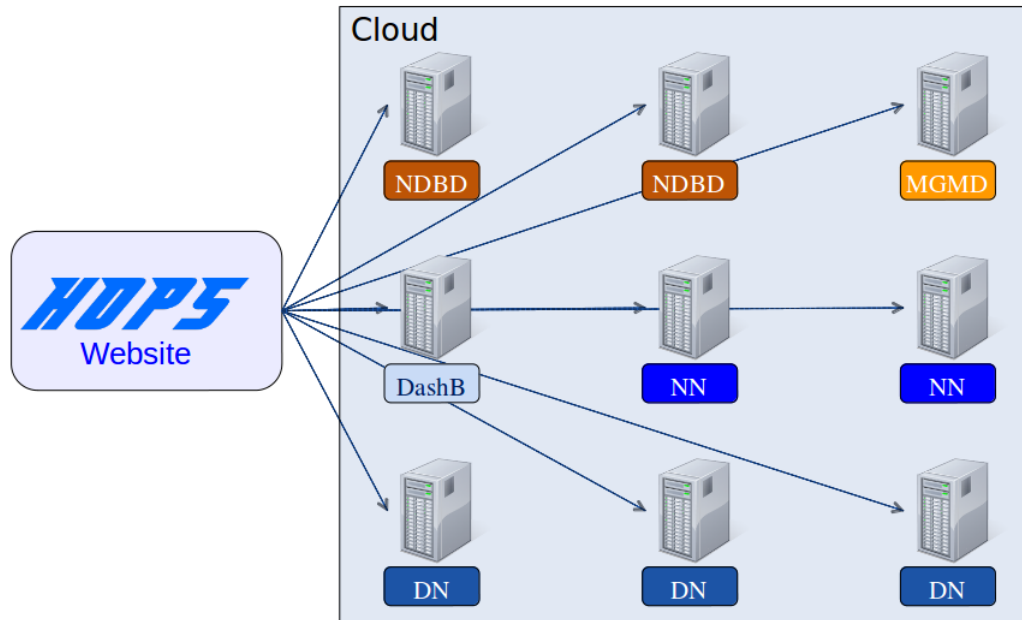 Cloud
NDBD
NDBD
MGMD
HOPS
Website
DashB
NN
NN
DN
DN
DN